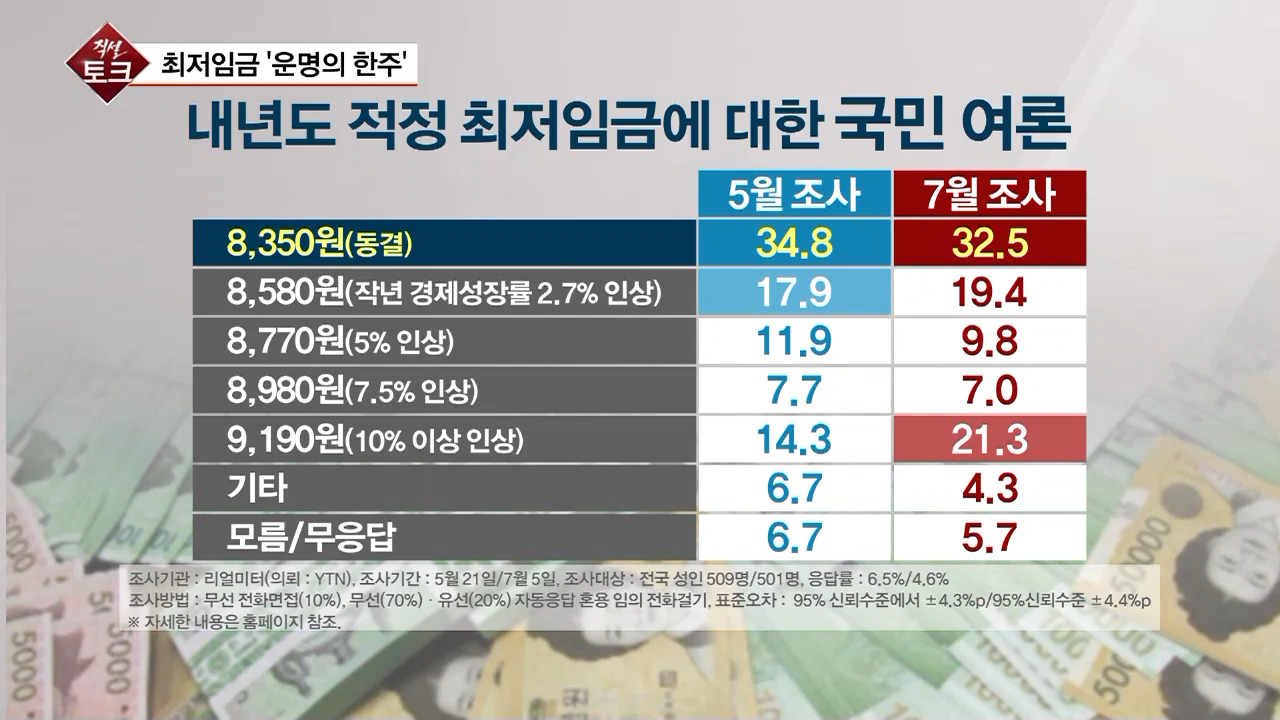 직설
토크
최저임금 '운명의 한주'
내년도 적정 최저임금에 대한 국민 여론
5월 조사 7월 조사
8,350원(동결) 34.8 32.5
8,580원(작년 경제성장률 2.7% 인상) 17.9 19.4
8,770원(5% 인상) 11.9 9.8
8,980원(7.5% 인상) 7.7 7.0
9,190원(10% 이상 인상) 14.3 21.3
기타 6.7 4.3
모름/무응답 6.7 5.7
조사기관 : 리얼미터(의뢰 : YTN), 조사기간 : 5월 21일/7월 5일, 조사대상 : 전국 성인 509명/501명, 응답률 : 6.5%/4.6%
조사방법 : 무선 전화면접(10%), 무선(70%)·유선(20%) 자동응답 혼용 임의 전화걸기, 표준오차 : 95% 신뢰수준에서 ±4.3%p/95%신뢰수준 ±4.4%p
※ 자세한 내용은 홈페이지 참조.
5000
5000
50000